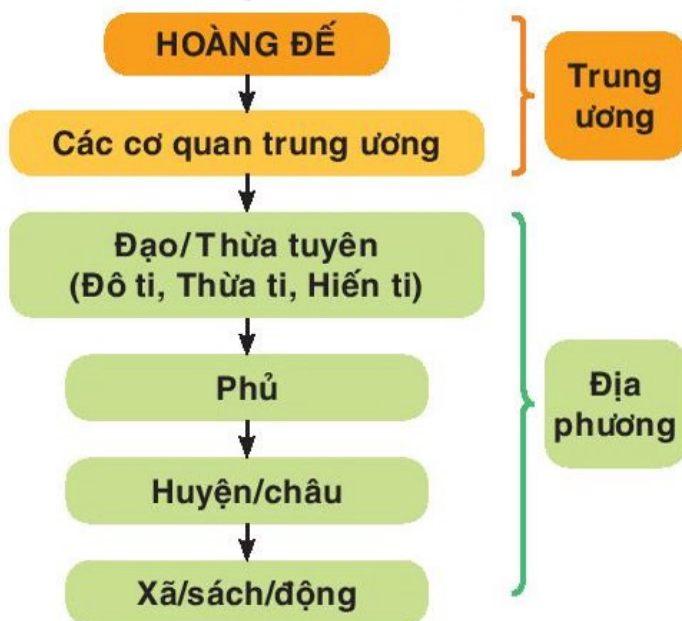 HOÀNG ĐẾ
Các cơ quan trung ương
Trung
ương
Đạo/Thừa tuyên
(Đô ti, Thừa ti, Hiến ti)
Phủ
Huyện/châu
Xã/sách/động
Địa
phương